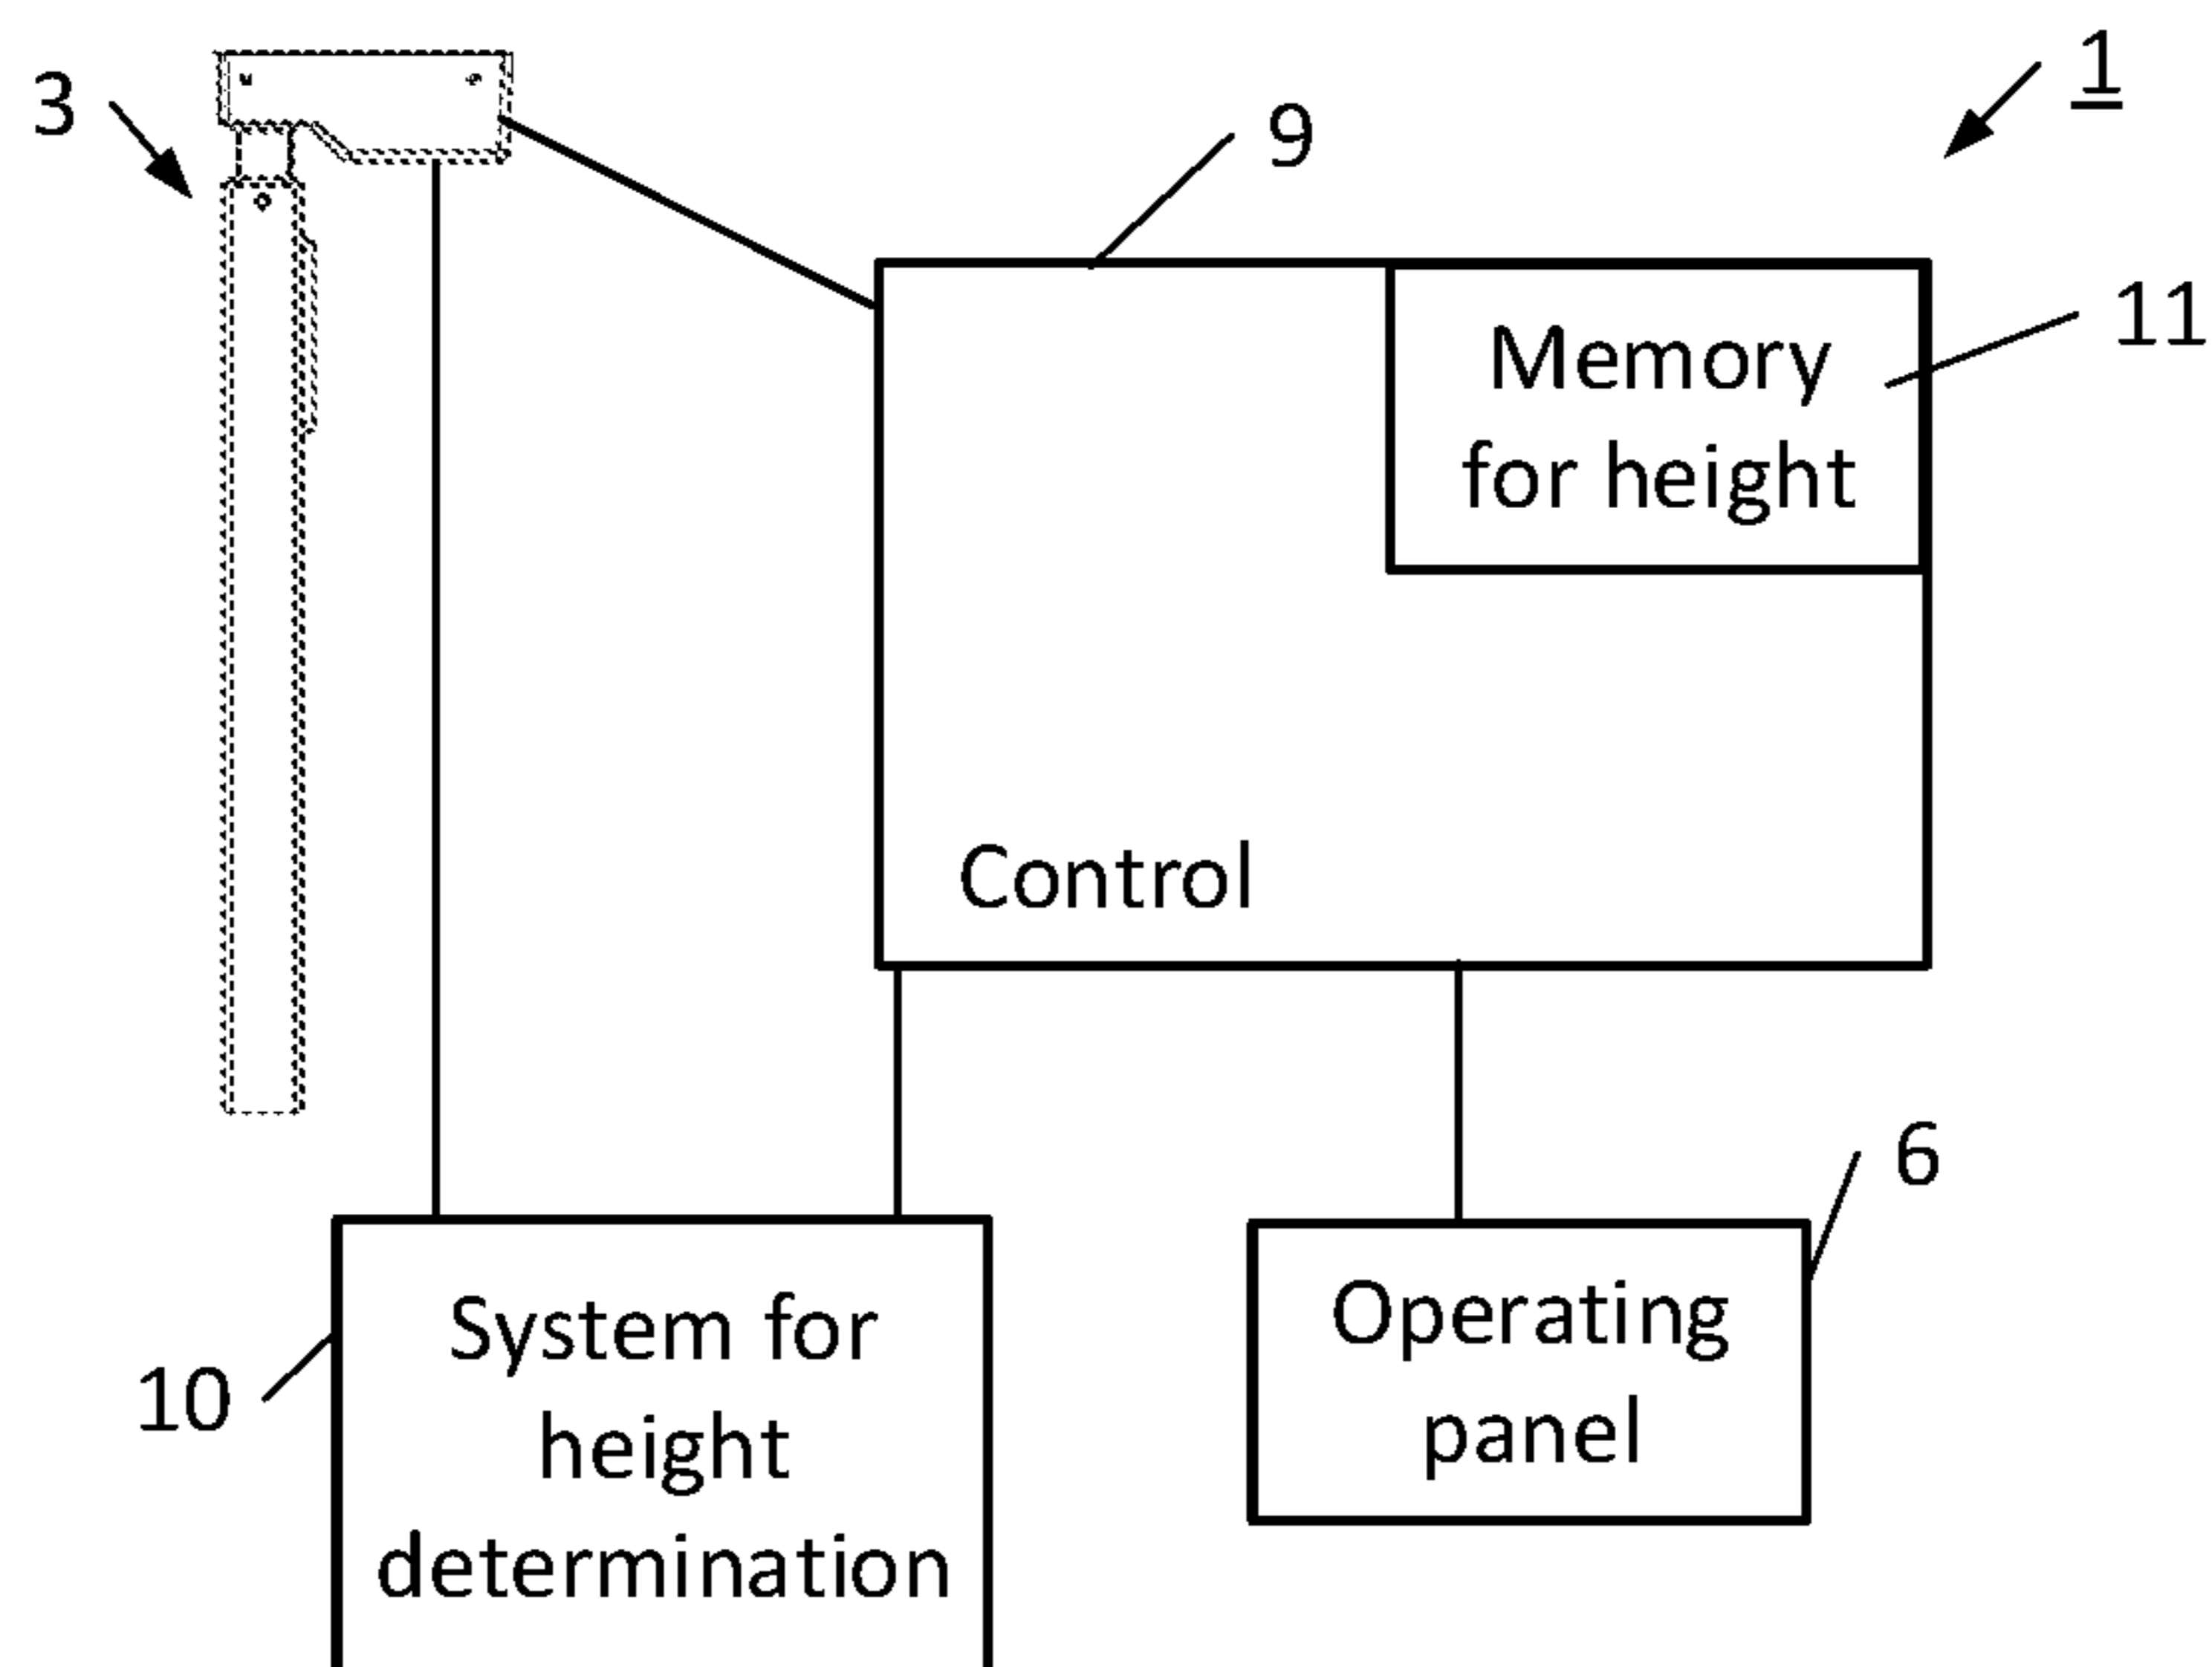 1
3
9
11
Memory
for height
Control
6
10
System for
height
determination
Operating
panel